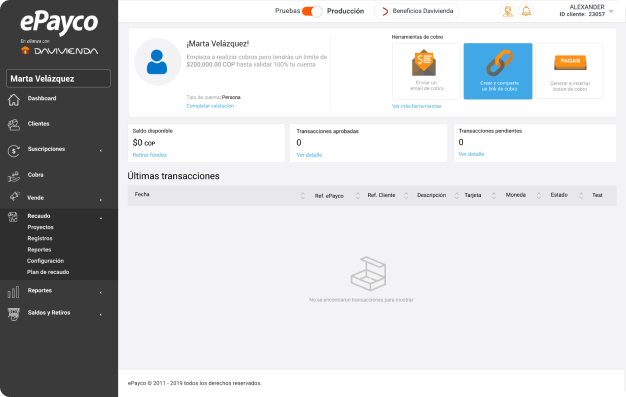 ePayco
En alianza con
DAVIVIENDA
Marta Velázquez
Dashboard
Clientes
Suscripciones
Cobra
Vende
Recaudo
Proyectos
Registros
Reportes
Configuración
Plan de recaudo
Reportes
Saldos y Retiros
Pruebas
Producción
Beneficios Davivienda
ALEXANDER
ID cliente: 23057
¡Marta Velázquez!
Empieza a realizar cobros pero tendrás un límite de
$200,000.00 COP hasta validar 100% tu cuenta
Tipo de cuenta: Persona
Completar validación
Herramientas de cobro
Enviar un
email de cobro
Crear y comparte
un link de cobro
PAGAR
Generar e insertar
boton de cobro
Ver más herramientas
Saldo disponible
$0 COP
Retirar fondos
Transacciones aprobadas
0
Ver detalle
Transacciones pendientes
0
Ver detalle
Últimas transacciones
Fecha
Ref. ePayco
Ref. Cliente
Descripción
Tarjeta
Moneda
Estado
Test
No se encontraron transacciones para mostrar
ePayco © 2011 - 2019 todos los derechos reservados.